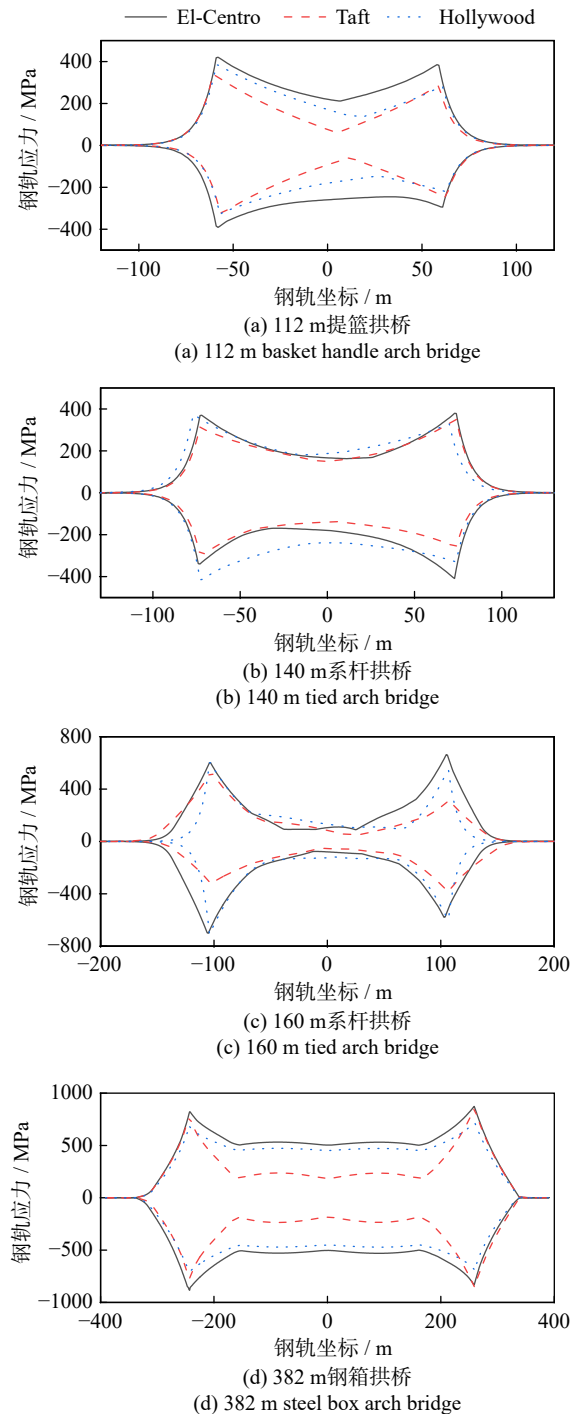 El-Centro Taft Hollywood
400
200
0
−200
−400
钢轨应力 / MPa
−100 −50 0 50 100
钢轨坐标 / m
(a) 112 m提篮拱桥
(a) 112 m basket handle arch bridge
400
200
0
−200
−400
钢轨应力 / MPa
−100 −50 0 50 100
钢轨坐标 / m
(b) 140 m系杆拱桥
(b) 140 m tied arch bridge
800
400
0
−400
−800
钢轨应力 / MPa
−200 −100 0 100 200
钢轨坐标 / m
(c) 160 m系杆拱桥
(c) 160 m tied arch bridge
1000
500
0
−500
−1000
钢轨应力 / MPa
−400 −200 0 200 400
钢轨坐标 / m
(d) 382 m钢箱拱桥
(d) 382 m steel box arch bridge